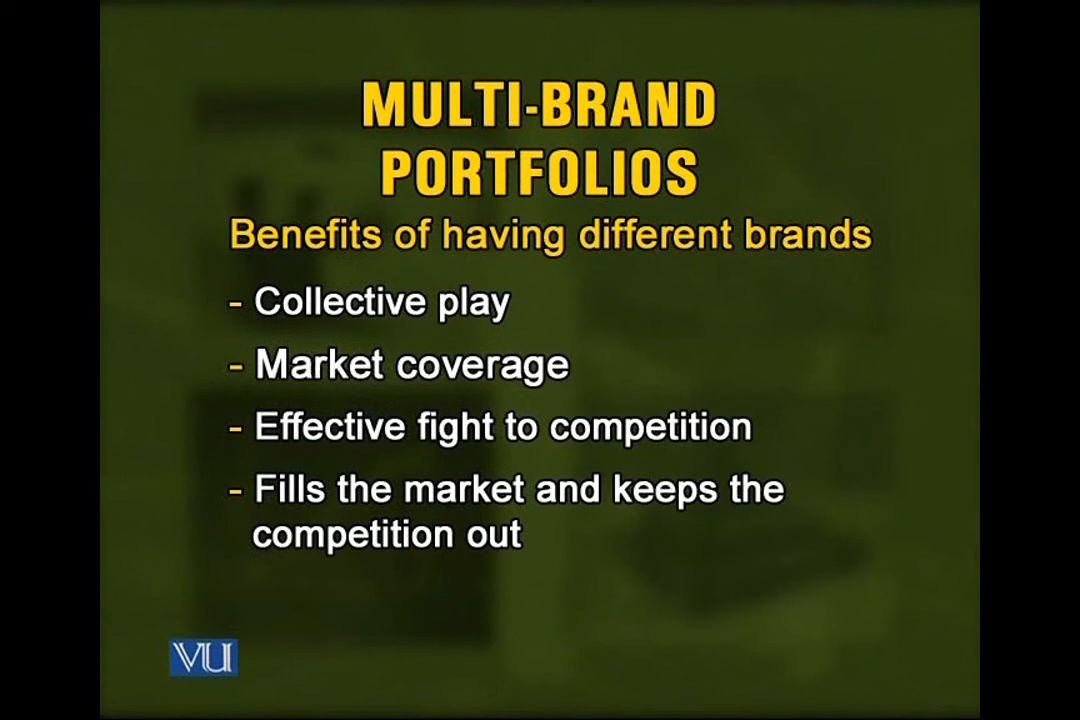 MULTI-BRAND
PORTFOLIOS
Benefits of having different brands
- Collective play
- Market coverage
- Effective fight to competition
- Fills the market and keeps the
competition out
VU